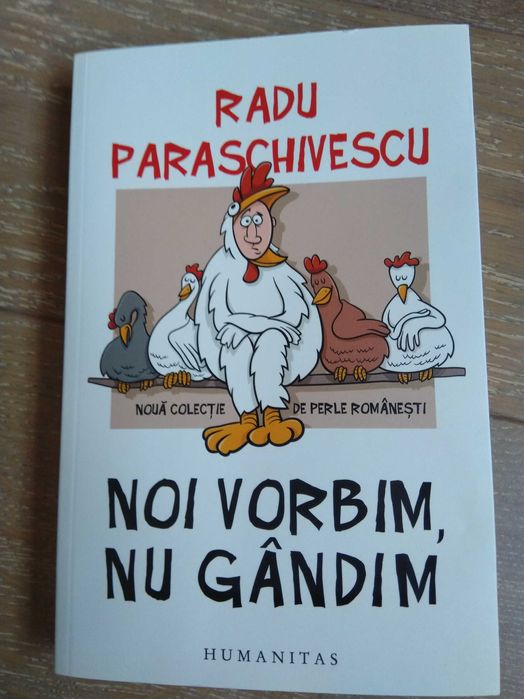 RADU
PARASCHIVESCU
NOUĂ COLECȚIE DE PERLE ROMÂNEȘTI
NOI VORBIM,
NU GÂNDIM
HUMANITAS